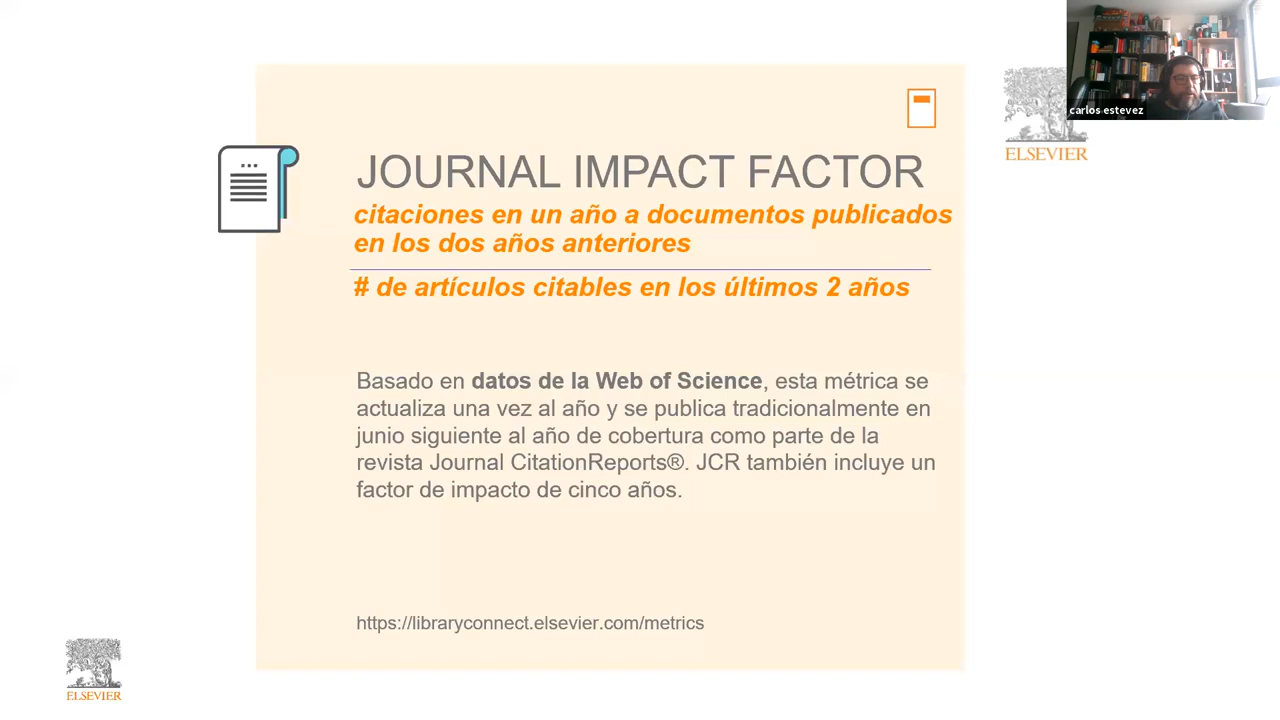 carlos estevez
ELSEVIER
JOURNAL IMPACT FACTOR
citaciones en un año a documentos publicados
en los dos años anteriores
# de artículos citables en los últimos 2 años
Basado en datos de la Web of Science, esta métrica se
actualiza una vez al año y se publica tradicionalmente en
junio siguiente al año de cobertura como parte de la
revista Journal CitationReports®. JCR también incluye un
factor de impacto de cinco años.
https://libraryconnect.elsevier.com/metrics
ELSEVIER